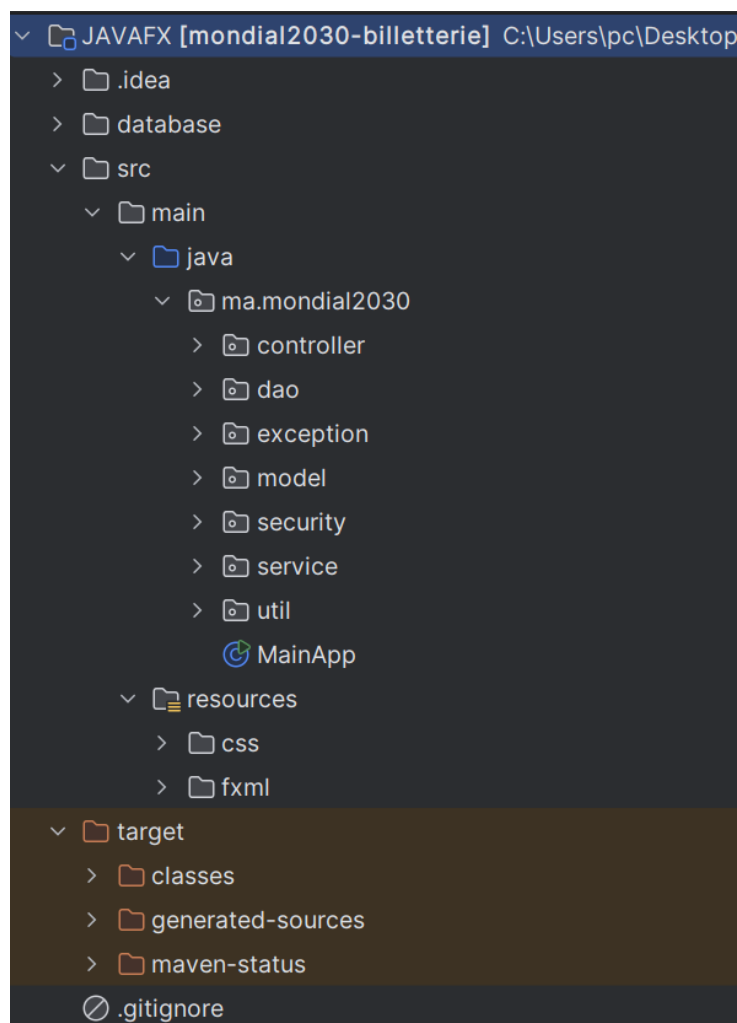 JAVAFX [mondial2030-billetterie] C:\Users\pc\Desktop
.idea
database
src
main
java
ma.mondial2030
controller
dao
exception
model
security
service
util
MainApp
resources
css
fxml
target
classes
generated-sources
maven-status
.gitignore